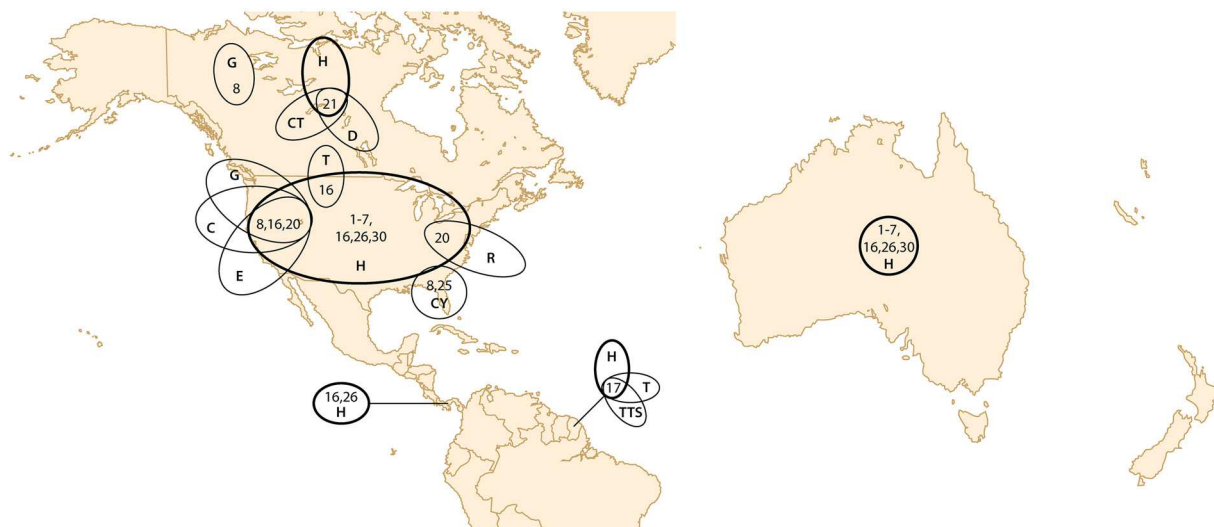 G
8
H
21
CT
D
T
16
G
C
E
8,16,20
1-7,
16,26,30
H
20
R
8,25
CY
16,26
H
H
17
T
TTS
1-7,
16,26,30
H